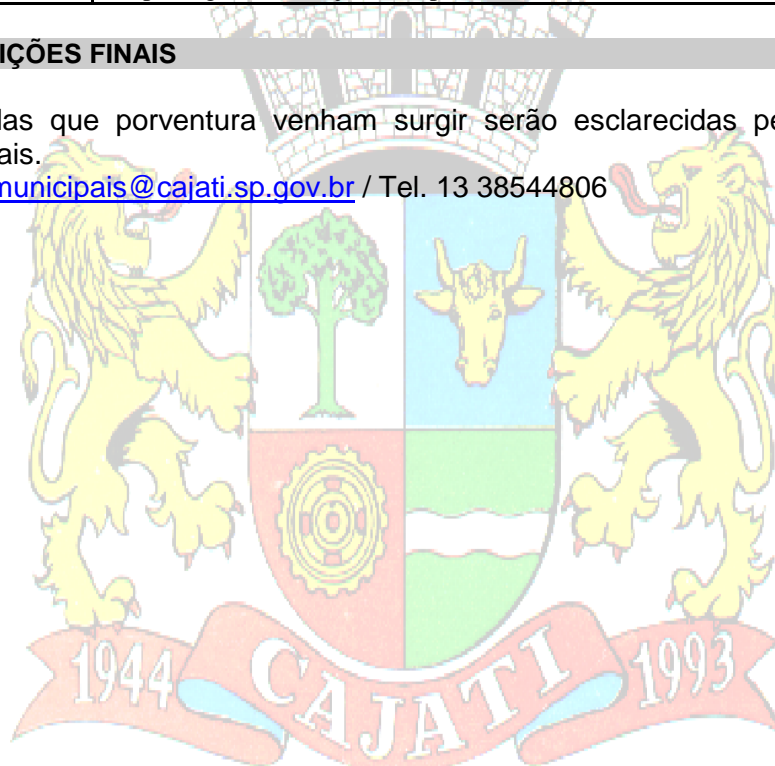 IÇÕES FINAIS
las que porventura venham surgir serão esclarecidas pe
ais.
municipais@cajati.sp.gov.br / Tel. 13 38544806
1944 CAJATI 1993